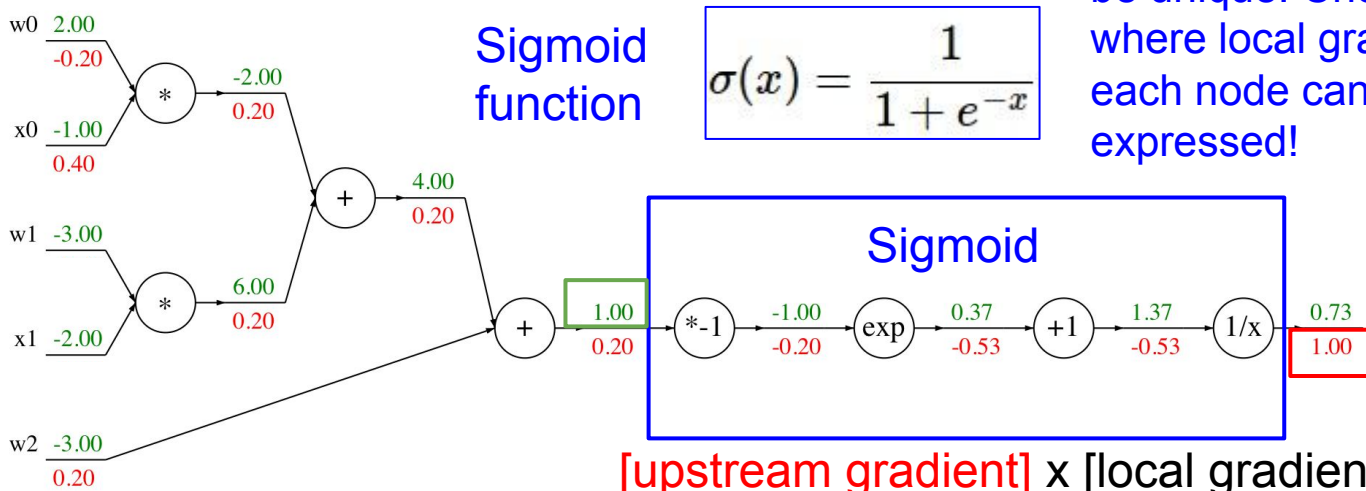 be unique. 
where local
each node can
expressed!
Sigmoid
function
σ(x) = 1 / (1 + e^{-x})
w0 2.00
-0.20
*
-2.00
0.20
x0 -1.00
0.40
+
4.00
0.20
w1 -3.00
*
6.00
0.20
x1 -2.00
Sigmoid
+
1.00
0.20
*-1
-1.00
-0.20
exp
0.37
-0.53
+1
1.37
-0.53
1/x
0.73
1.00
w2 -3.00
0.20
[upstream gradient] x [local